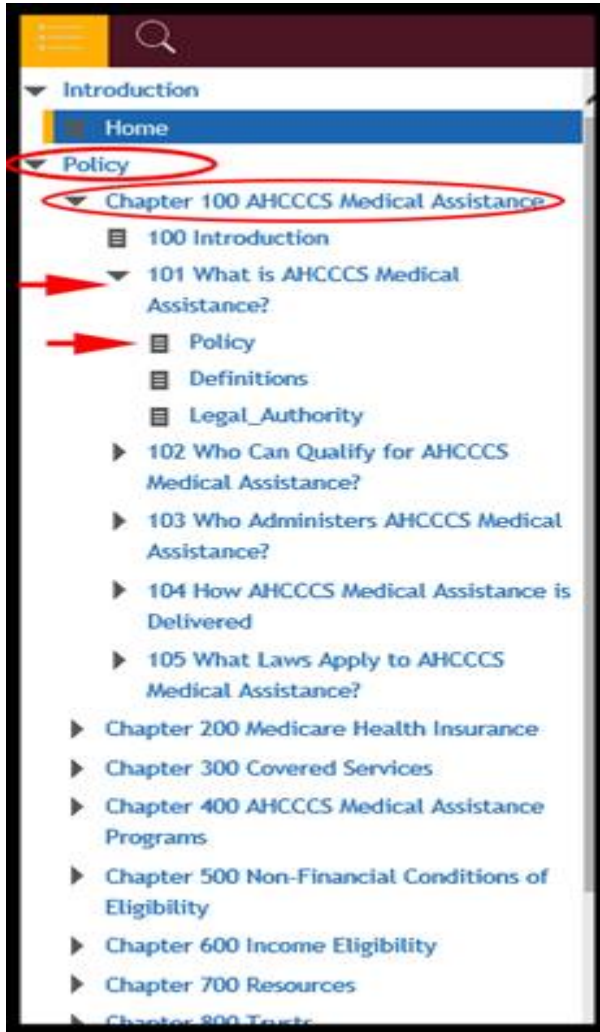 Introduction
Home
Policy
Chapter 100 AHCCCS Medical Assistance
100 Introduction
101 What is AHCCCS Medical
Assistance?
Policy
Definitions
Legal_Authority
102 Who Can Qualify for AHCCCS
Medical Assistance?
103 Who Administers AHCCCS Medical
Assistance?
104 How AHCCCS Medical Assistance is
Delivered
105 What Laws Apply to AHCCCS
Medical Assistance?
Chapter 200 Medicare Health Insurance
Chapter 300 Covered Services
Chapter 400 AHCCCS Medical Assistance
Programs
Chapter 500 Non-Financial Conditions of
Eligibility
Chapter 600 Income Eligibility
Chapter 700 Resources
Chapter 800 Trusts